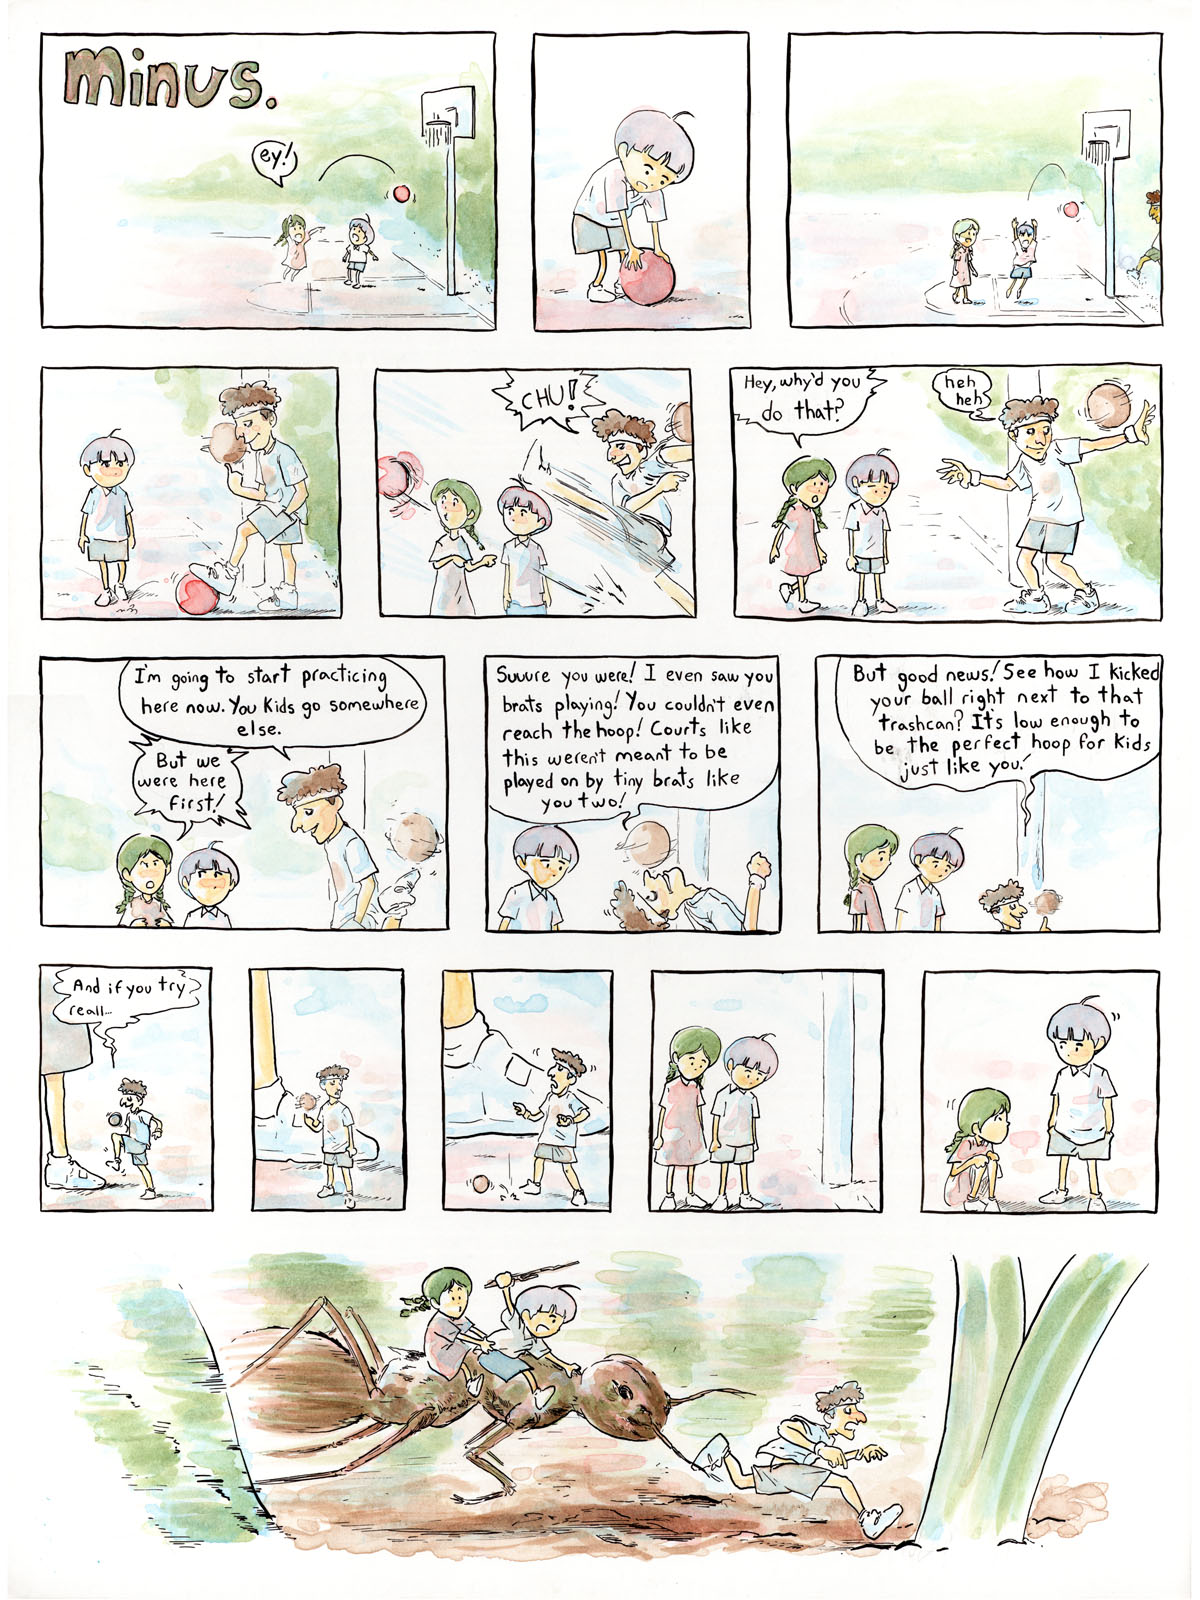 minus.
ey!
CHU!
Hey, why'd you
do that?
heh
heh
I'm going to start practicing
here now. You kids go somewhere
else.
But we
were here
first!
Suuure you were! I even saw you
brats playing! You couldn't even
reach the hoop! Courts like
this weren't meant to be
played on by tiny brats like
you two!
But good news! See how I kicked
your ball right next to that
trashcan? It's low enough to
be the perfect hoop for kids
just like you!
And if you try
reall...